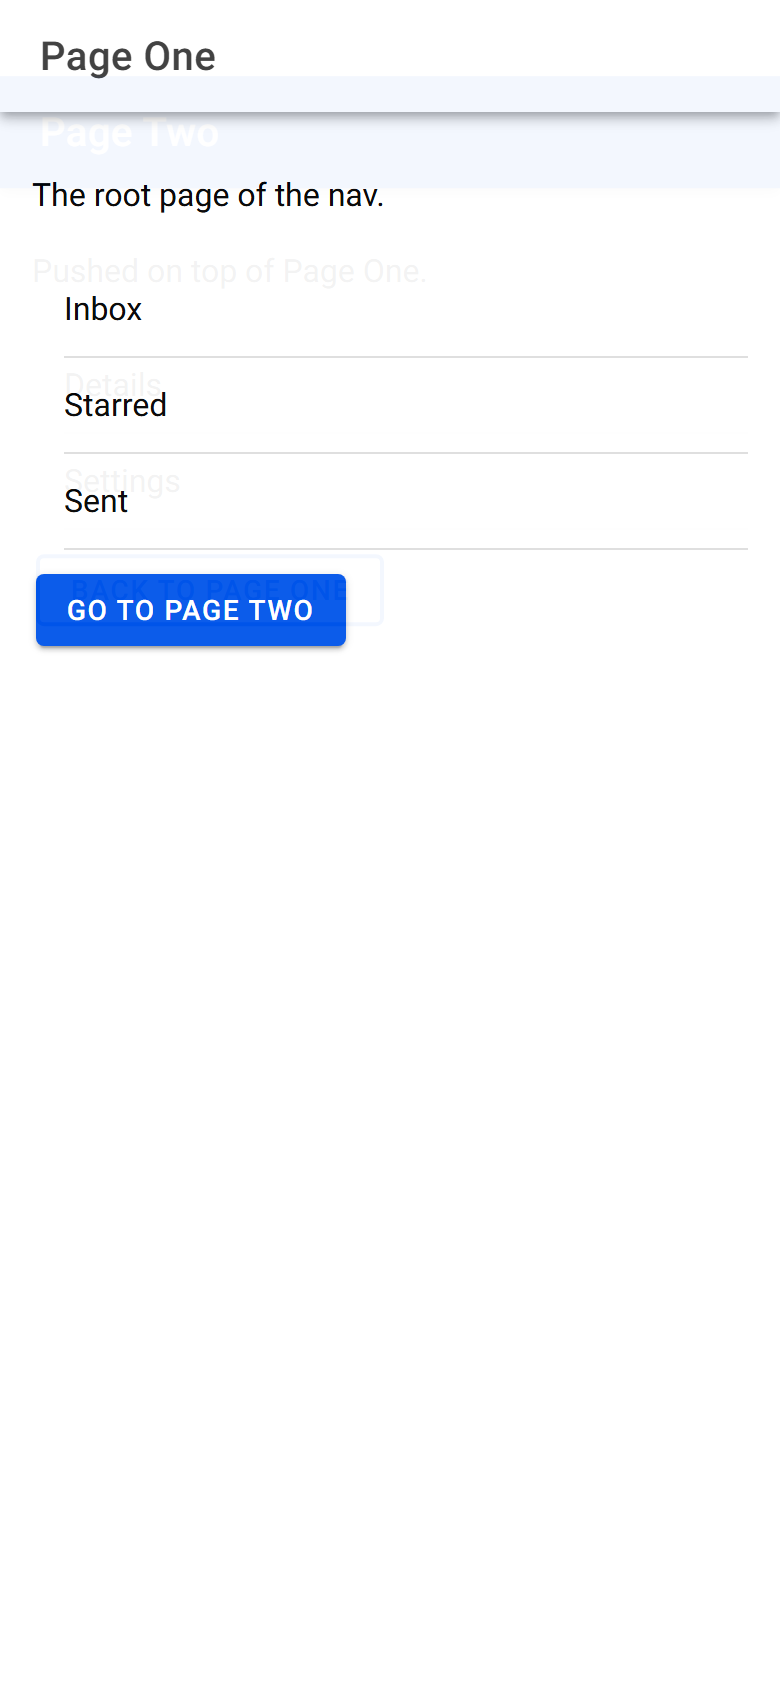 Page One
Page Two
The root page of the nav.
Pushed on top of Page One.
Inbox
Details
Starred
Settings
Sent
BACK TO PAGE ONE
GO TO PAGE TWO